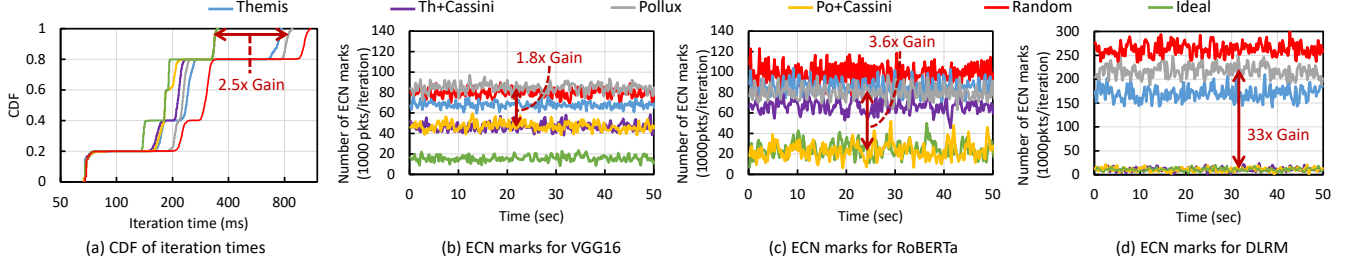 Themis Th+Cassini Pollux Po+Cassini Random Ideal
CDF
1
0.8
0.6
0.4
0.2
0
50 100 200 400 800
Iteration time (ms)
2.5x Gain
(a) CDF of iteration times
Number of ECN marks
(1000 pkts/iteration)
140
120
100
80
60
40
20
0
0 10 20 30 40 50
Time (sec)
1.8x Gain
(b) ECN marks for VGG16
Number of ECN marks
(1000pkts/iteration)
140
120
100
80
60
40
20
0
0 10 20 30 40 50
Time (sec)
3.6x Gain
(c) ECN marks for RoBERTa
Number of ECN marks
(1000pkts/iteration)
300
250
200
150
100
50
0
0 10 20 30 40 50
Time (sec)
33x Gain
(d) ECN marks for DLRM